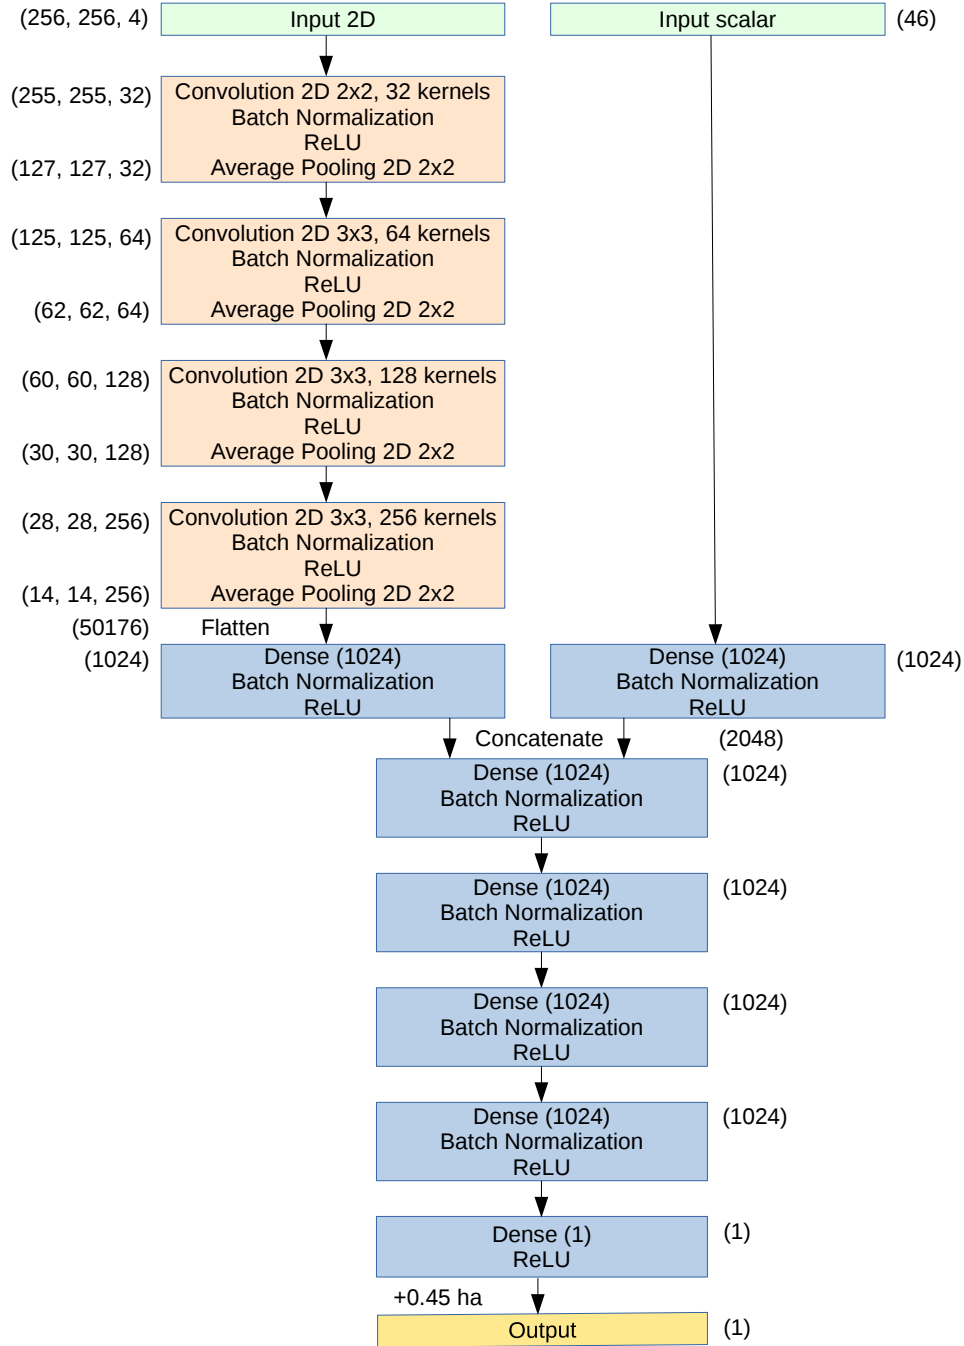 (256, 256, 4)
Input 2D
Input scalar
(46)
(255, 255, 32)
Convolution 2D 2x2, 32 kernels
Batch Normalization
ReLU
(127, 127, 32)
Average Pooling 2D 2x2
(125, 125, 64)
Convolution 2D 3x3, 64 kernels
Batch Normalization
ReLU
(62, 62, 64)
Average Pooling 2D 2x2
(60, 60, 128)
Convolution 2D 3x3, 128 kernels
Batch Normalization
ReLU
(30, 30, 128)
Average Pooling 2D 2x2
(28, 28, 256)
Convolution 2D 3x3, 256 kernels
Batch Normalization
ReLU
(14, 14, 256)
Average Pooling 2D 2x2
(50176)
Flatten
(1024)
Dense (1024)
Batch Normalization
ReLU
Dense (1024)
Batch Normalization
ReLU
(1024)
Concatenate
(2048)
Dense (1024)
Batch Normalization
ReLU
(1024)
Dense (1024)
Batch Normalization
ReLU
(1024)
Dense (1024)
Batch Normalization
ReLU
(1024)
Dense (1024)
Batch Normalization
ReLU
(1024)
Dense (1)
ReLU
(1)
+0.45 ha
Output
(1)